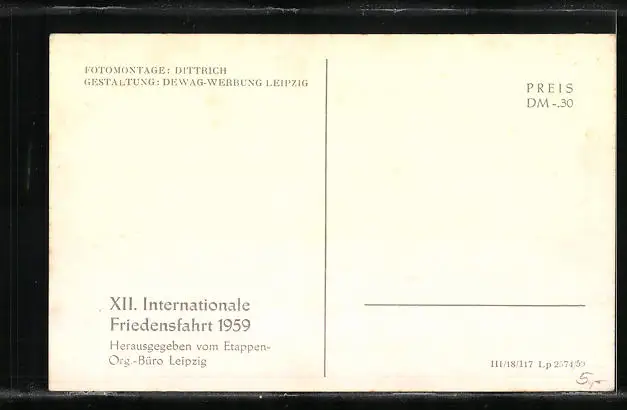 FOTOMONTAGE: DITTRICH
GESTALTUNG: DEWAG-WERBUNG LEIPZIG
PREIS
DM -.30
XII. Internationale
Friedensfahrt 1959
Herausgegeben vom Etappen-
Org.-Büro Leipzig
III/18/117 Lp 2574/59
5,-